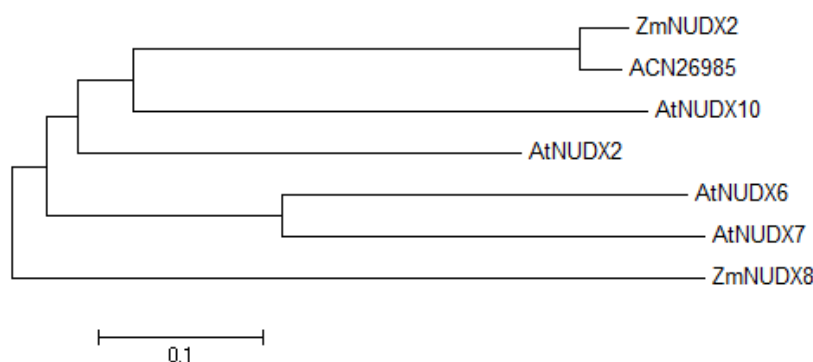 ZmNUDX2
ACN26985
AtNUDX10
AtNUDX2
AtNUDX6
AtNUDX7
ZmNUDX8
0.1